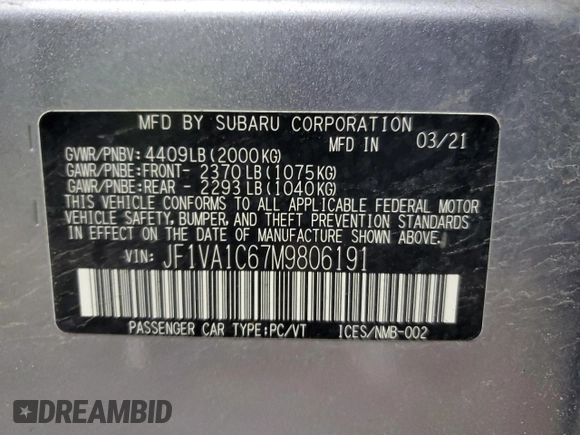 MFD BY SUBARU CORPORATION
MFD IN 03/21
GVWR/PNBV: 4409LB (2000KG)
GAWR/PNBE:FRONT- 2370LB (1075KG)
GAWR/PNBE:REAR - 2293LB (1040KG)
THIS VEHICLE CONFORMS TO ALL APPLICABLE FEDERAL MOTOR
VEHICLE SAFETY, BUMPER, AND THEFT PREVENTION STANDARDS
IN EFFECT ON THE DATE OF MANUFACTURE SHOWN ABOVE.
VIN: JF1VA1C67M9806191
PASSENGER CAR TYPE:PC/VT ICES/NMB-002
DREAMBID